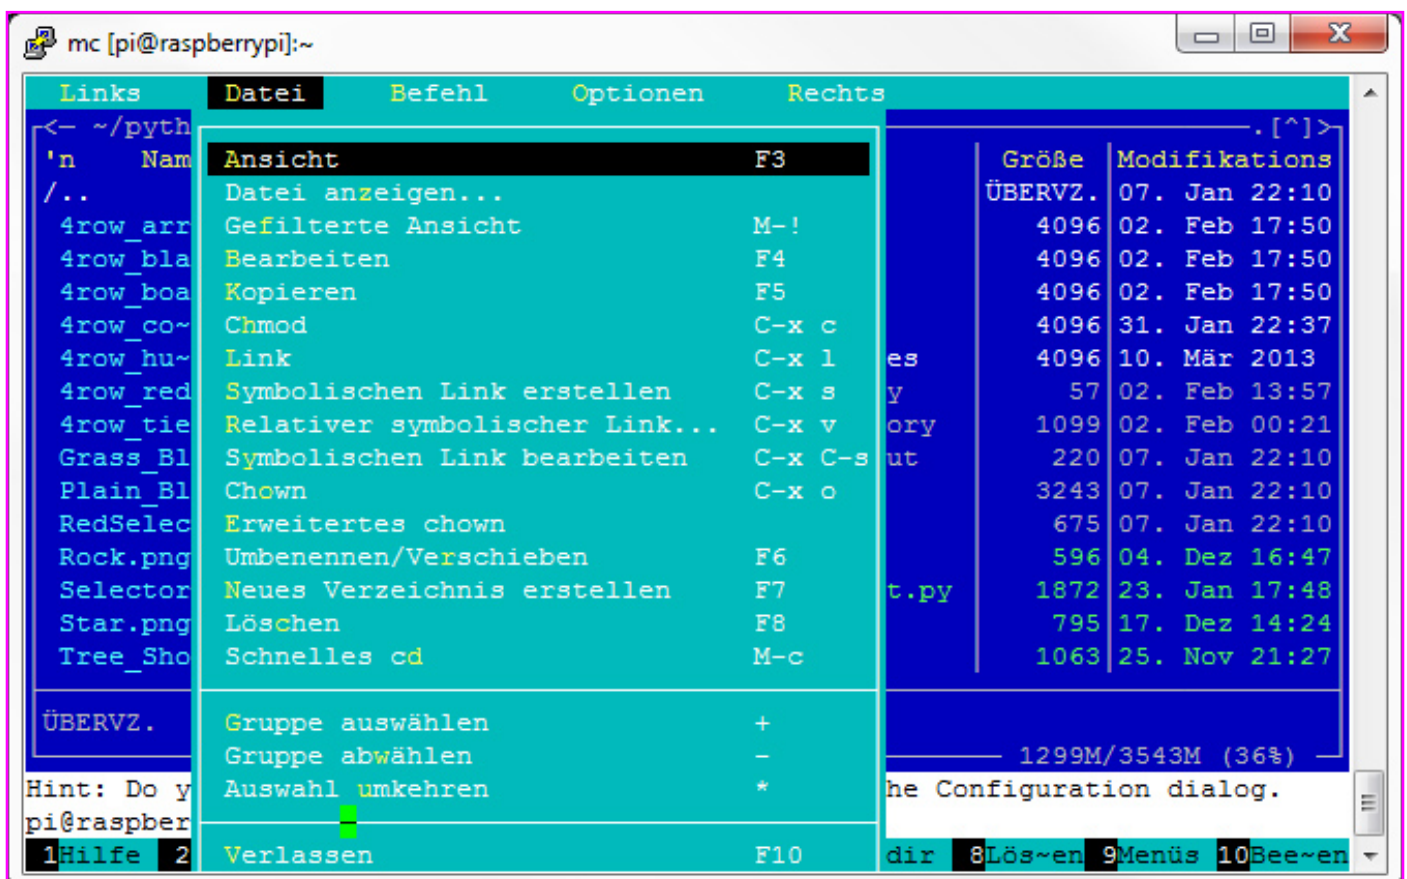 mc [pi@raspberrypi]:~
Links Datei Befehl Optionen Rechts
<— ~/pyth .[^]>
'n Nam Ansicht F3 Größe Modifikations
/.. Datei anzeigen... ÜBERVZ. 07. Jan 22:10
4row_arr Gefilterte Ansicht M-! 4096 02. Feb 17:50
4row_bla Bearbeiten F4 4096 02. Feb 17:50
4row_boa Kopieren F5 4096 02. Feb 17:50
4row_co~ Chmod C-x c 4096 31. Jan 22:37
4row_hu~ Link C-x l es 4096 10. Mär 2013
4row_red Symbolischen Link erstellen C-x s y 57 02. Feb 13:57
4row_tie Relativer symbolischer Link... C-x v ory 1099 02. Feb 00:21
Grass_Bl Symbolischen Link bearbeiten C-x C-s ut 220 07. Jan 22:10
Plain_Bl Chown C-x o 3243 07. Jan 22:10
RedSelec Erweitertes chown 675 07. Jan 22:10
Rock.png Umbenennen/Verschieben F6 596 04. Dez 16:47
Selector Neues Verzeichnis erstellen F7 t.py 1872 23. Jan 17:48
Star.png Löschen F8 795 17. Dez 14:24
Tree_Sho Schnelles cd M-c 1063 25. Nov 21:27
ÜBERVZ. Gruppe auswählen +
Gruppe abwählen - 1299M/3543M (36%)
Hint: Do y Auswahl umkehren * he Configuration dialog.
pi@raspber
1Hilfe 2 Verlassen F10 dir 8Lös~en 9Menüs 10Bee~en